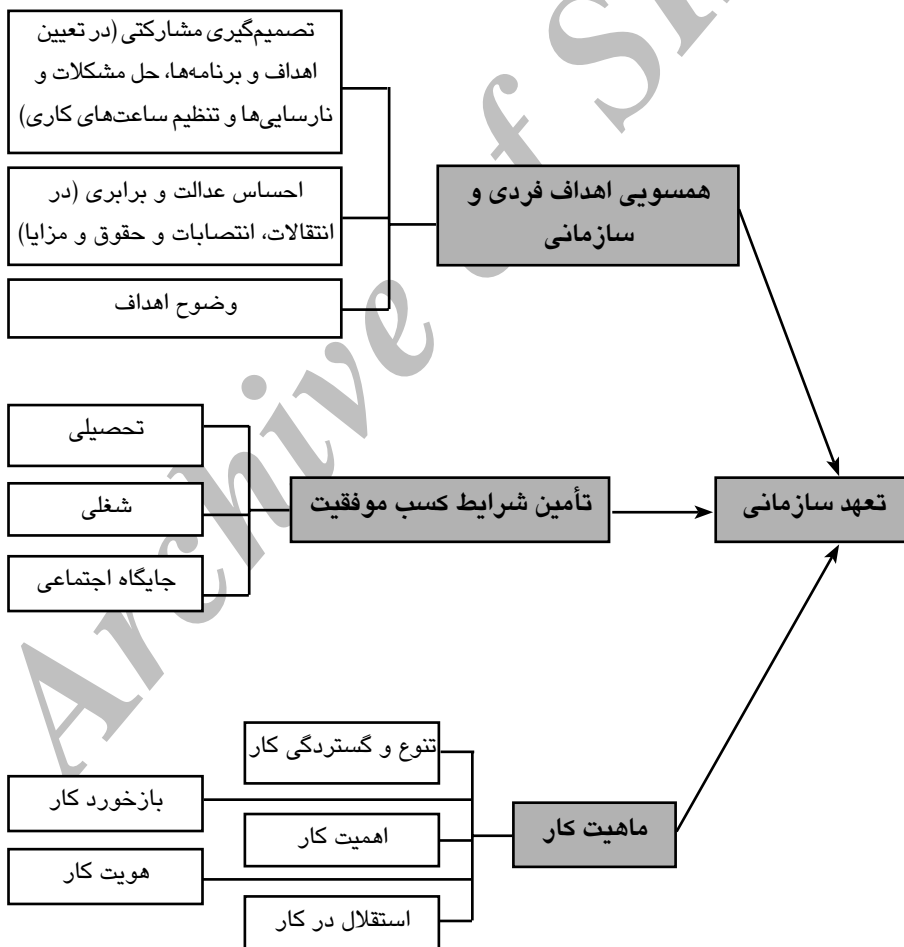 تصمیم‌گیری مشارکتی (در تعیین
اهداف و برنامه‌ها، حل مشکلات و
نارسایی‌ها و تنظیم ساعت‌های کاری)
احساس عدالت و برابری (در
انتقالات، انتصابات و حقوق و مزایا)
وضوح اهداف
همسویی اهداف فردی و
سازمانی
تحصیلی
شغلی
جایگاه اجتماعی
تأمین شرایط کسب موفقیت
تعهد سازمانی
تنوع و گستردگی کار
بازخورد کار
اهمیت کار
هویت کار
استقلال در کار
ماهیت کار
Archive of